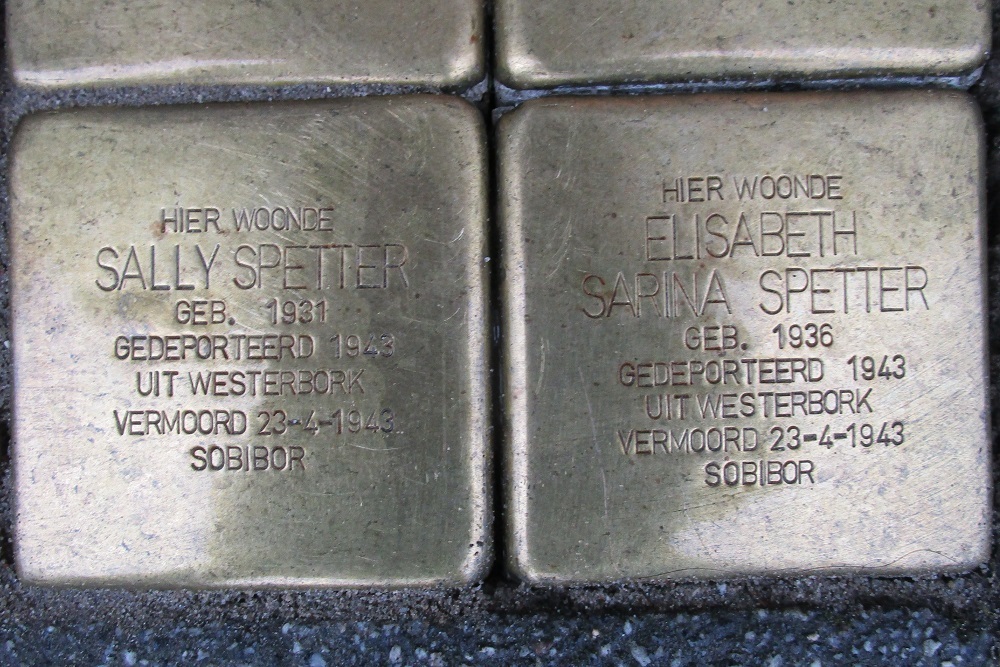 HIER WOONDE
SALLY SPETTER
GEB. 1931
GEDEPORTEERD 1943
UIT WESTERBORK
VERMOORD 23-4-1943
SOBIBOR
HIER WOONDE
ELISABETH
SARINA SPETTER
GEB. 1936
GEDEPORTEERD 1943
UIT WESTERBORK
VERMOORD 23-4-1943
SOBIBOR